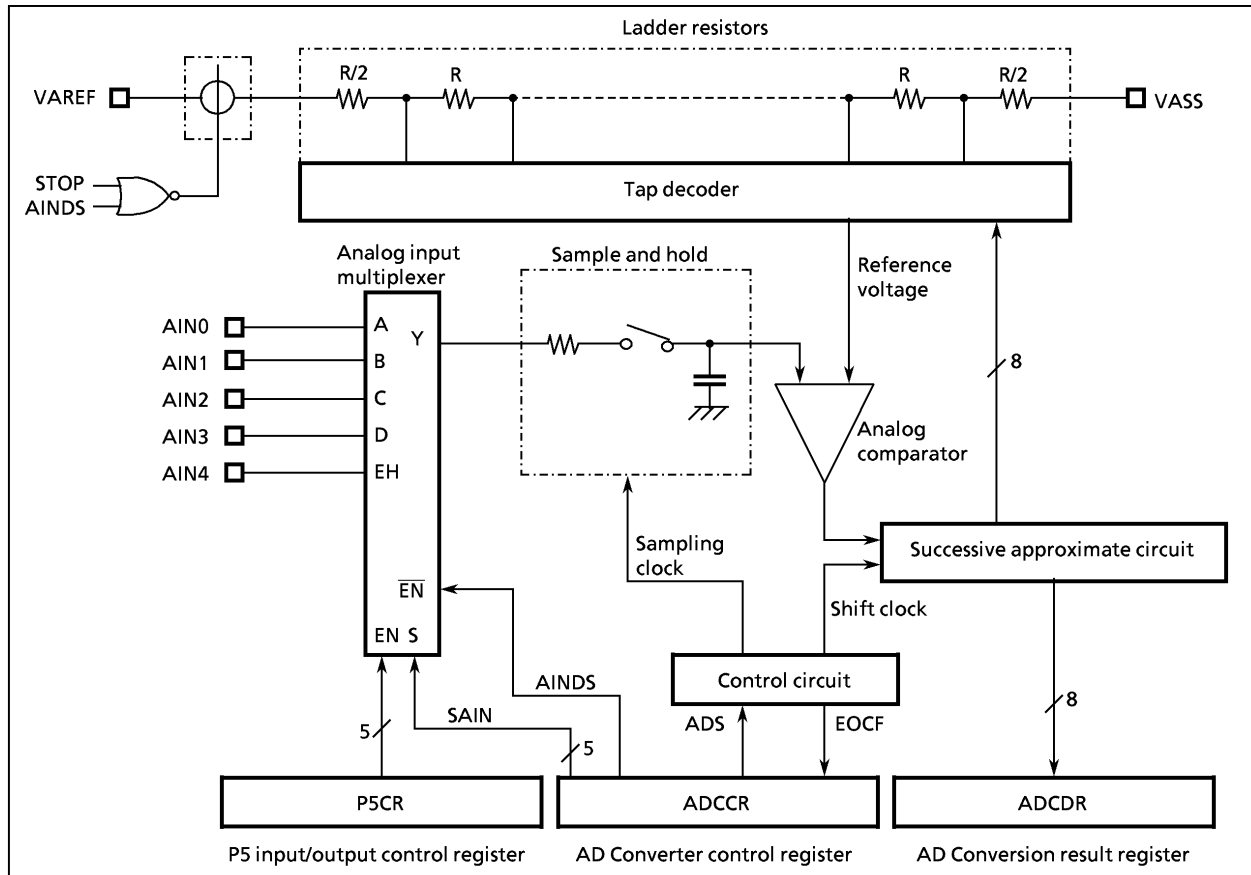 Ladder resistors
R/2
R
R
R/2
VAREF
VASS
STOP
AINDS
Tap decoder
Analog input
multiplexer
Sample and hold
Reference
voltage
AIN0
A
Y
AIN1
B
8
AIN2
C
AIN3
D
Analog
comparator
AIN4
EH
Sampling
clock
Successive approximate circuit
EN
Shift clock
EN S
AINDS
Control circuit
SAIN
ADS
EOCF
8
5
5
P5CR
ADCCR
ADCDR
P5 input/output control register
AD Converter control register
AD Conversion result register